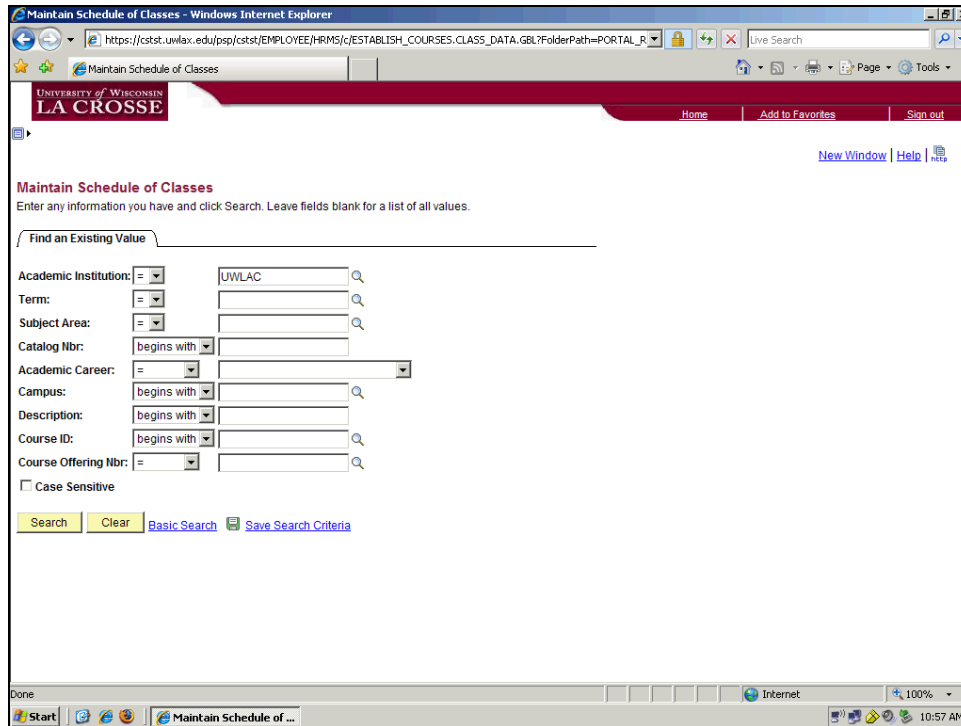 Maintain Schedule of Classes - Windows Internet Explorer
https://cstst.uwlax.edu/psp/cstst/EMPLOYEE/HRMS/c/ESTABLISH_COURSES.CLASS_DATA.GBL?FolderPath=PORTAL_R
Live Search
Maintain Schedule of Classes
Page
Tools
UNIVERSITY of WISCONSIN
LA CROSSE
Home
Add to Favorites
Sign out
New Window | Help |
http
Maintain Schedule of Classes
Enter any information you have and click Search. Leave fields blank for a list of all values.
Find an Existing Value
Academic Institution: = UWLAC
Term: =
Subject Area: =
Catalog Nbr: begins with
Academic Career: =
Campus: begins with
Description: begins with
Course ID: begins with
Course Offering Nbr: =
Case Sensitive
Search Clear Basic Search Save Search Criteria
Done
Internet
100%
Start
Maintain Schedule of ...
10:57 AM